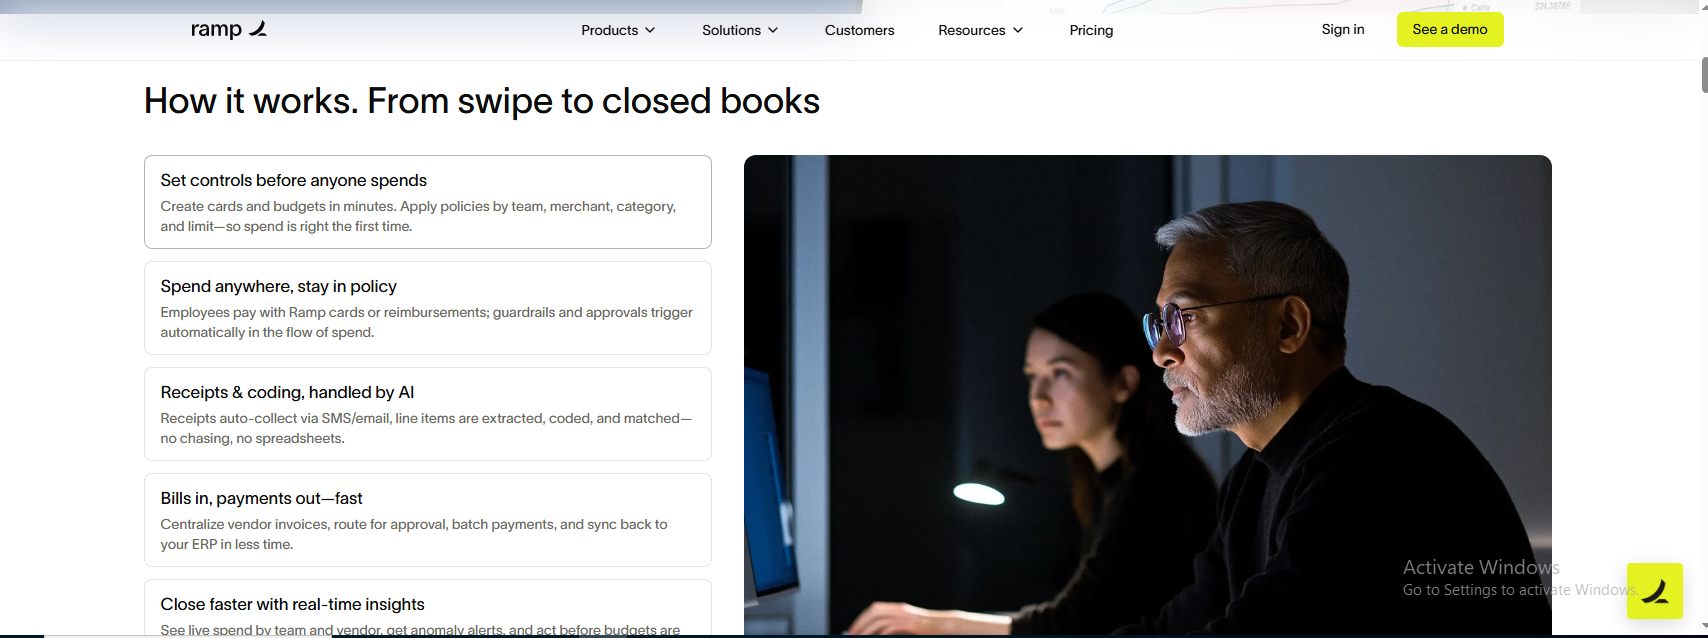 Carta
$24,387.65
ramp
Products
Solutions
Customers
Resources
Pricing
Sign in
See a demo
How it works. From swipe to closed books
Set controls before anyone spends
Create cards and budgets in minutes. Apply policies by team, merchant, category,
and limit—so spend is right the first time.
Spend anywhere, stay in policy
Employees pay with Ramp cards or reimbursements; guardrails and approvals trigger
automatically in the flow of spend.
Receipts & coding, handled by AI
Receipts auto-collect via SMS/email, line items are extracted, coded, and matched—
no chasing, no spreadsheets.
Bills in, payments out—fast
Centralize vendor invoices, route for approval, batch payments, and sync back to
your ERP in less time.
Close faster with real-time insights
See live spend by team and vendor, get anomaly alerts, and act before budgets are
Activate Windows
Go to Settings to activate Windows.